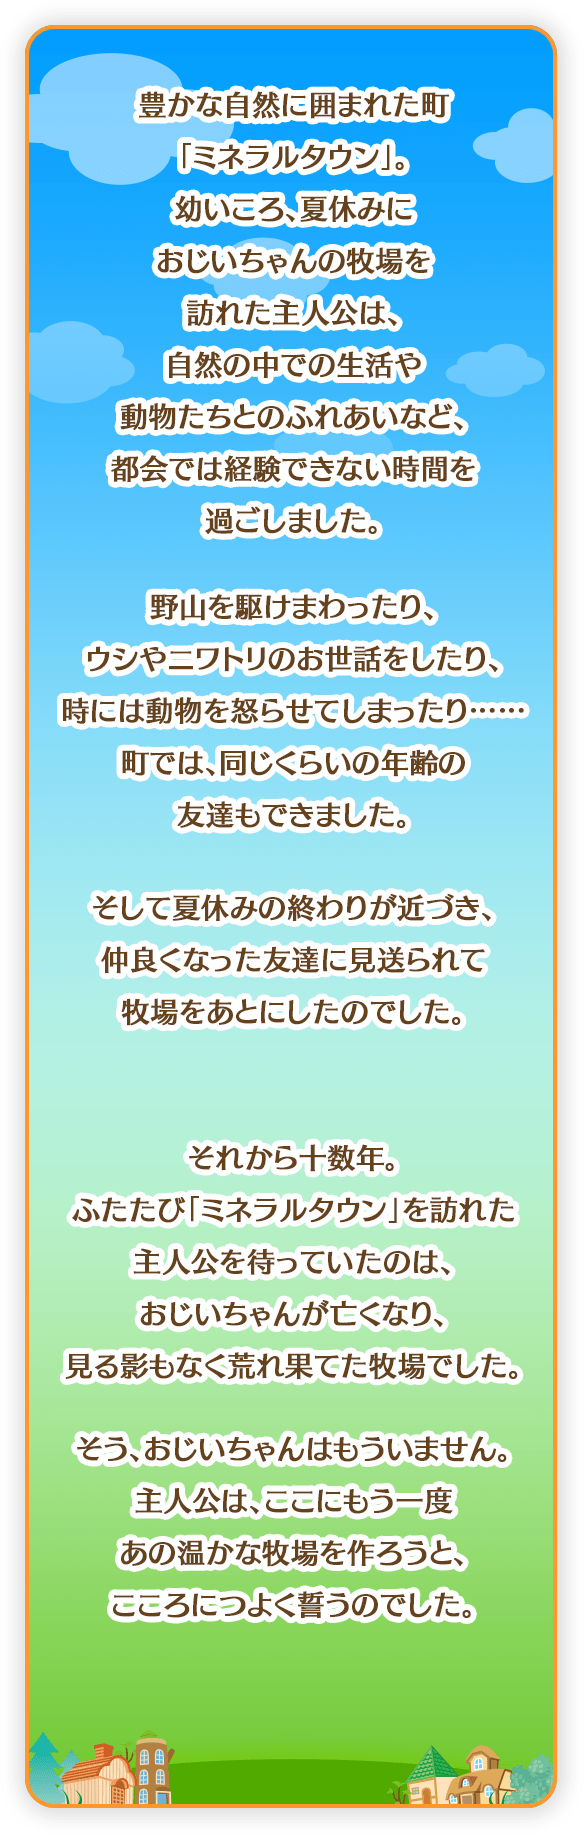 豊かな自然に囲まれた町
「ミネラルタウン」。
幼いころ、夏休みに
おじいちゃんの牧場を
訪れた主人公は、
自然の中での生活や
動物たちとのふれあいなど、
都会では経験できない時間を
過ごしました。
野山を駆けまわったり、
ウシやニワトリのお世話をしたり、
時には動物を怒らせてしまったり……
町では、同じくらいの年齢の
友達もできました。
そして夏休みの終わりが近づき、
仲良くなった友達に見送られて
牧場をあとにしたのでした。
それから十数年。
ふたたび「ミネラルタウン」を訪れた
主人公を待っていたのは、
おじいちゃんが亡くなり、
見る影もなく荒れ果てた牧場でした。
そう、おじいちゃんはもういません。
主人公は、ここにもう一度
あの温かな牧場を作ろうと、
こころにつよく誓うのでした。